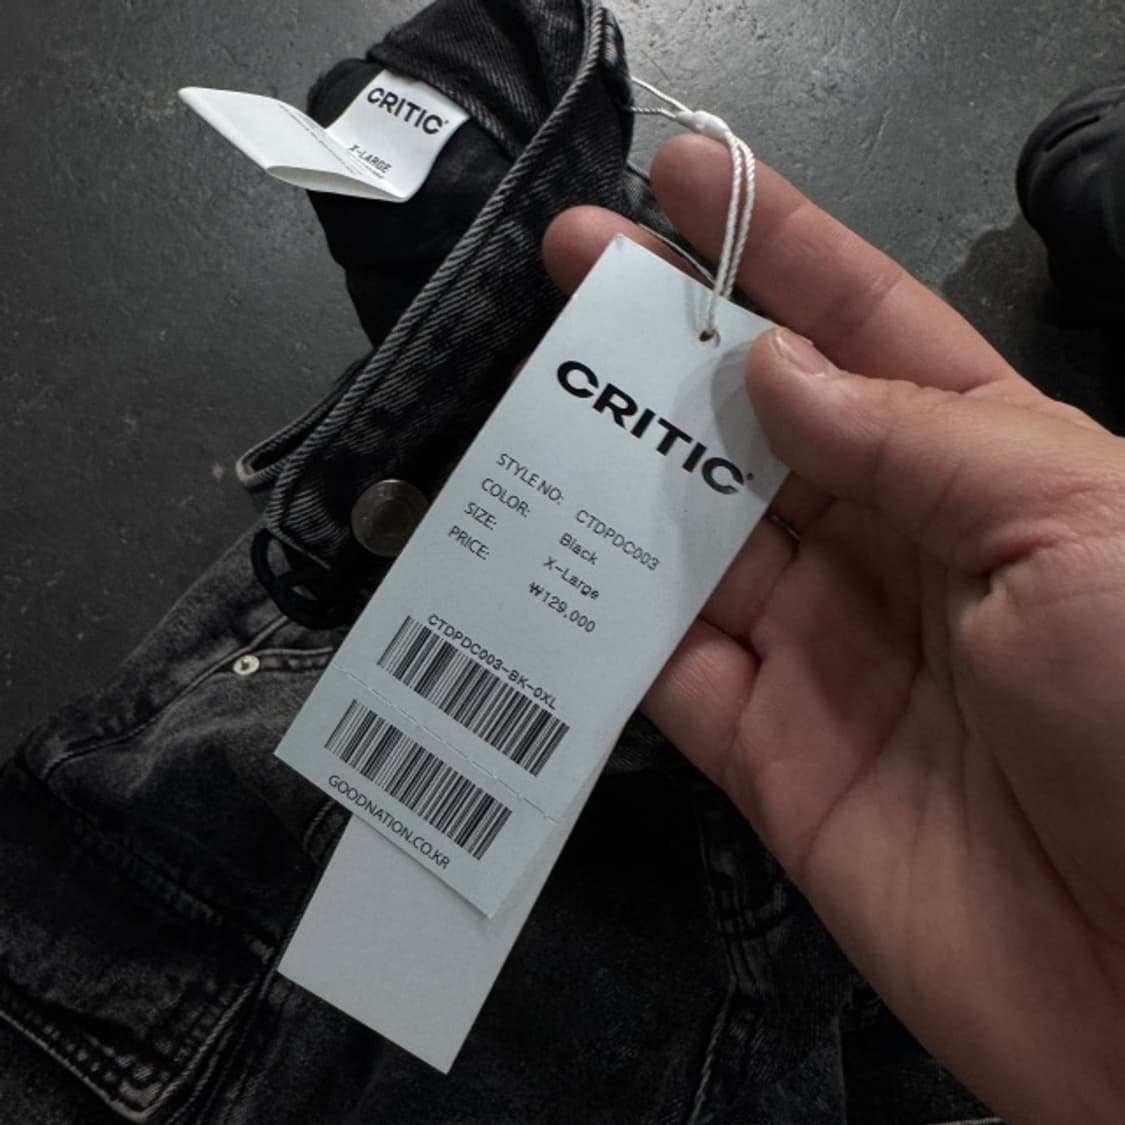 CRITIC
X-LARGE
CRITIC
STYLE NO: CTDPDC003
COLOR: Black
SIZE: X-Large
PRICE: ₩129,000
CTDPDC003-BK-0XL
GOODNATION.CO.KR